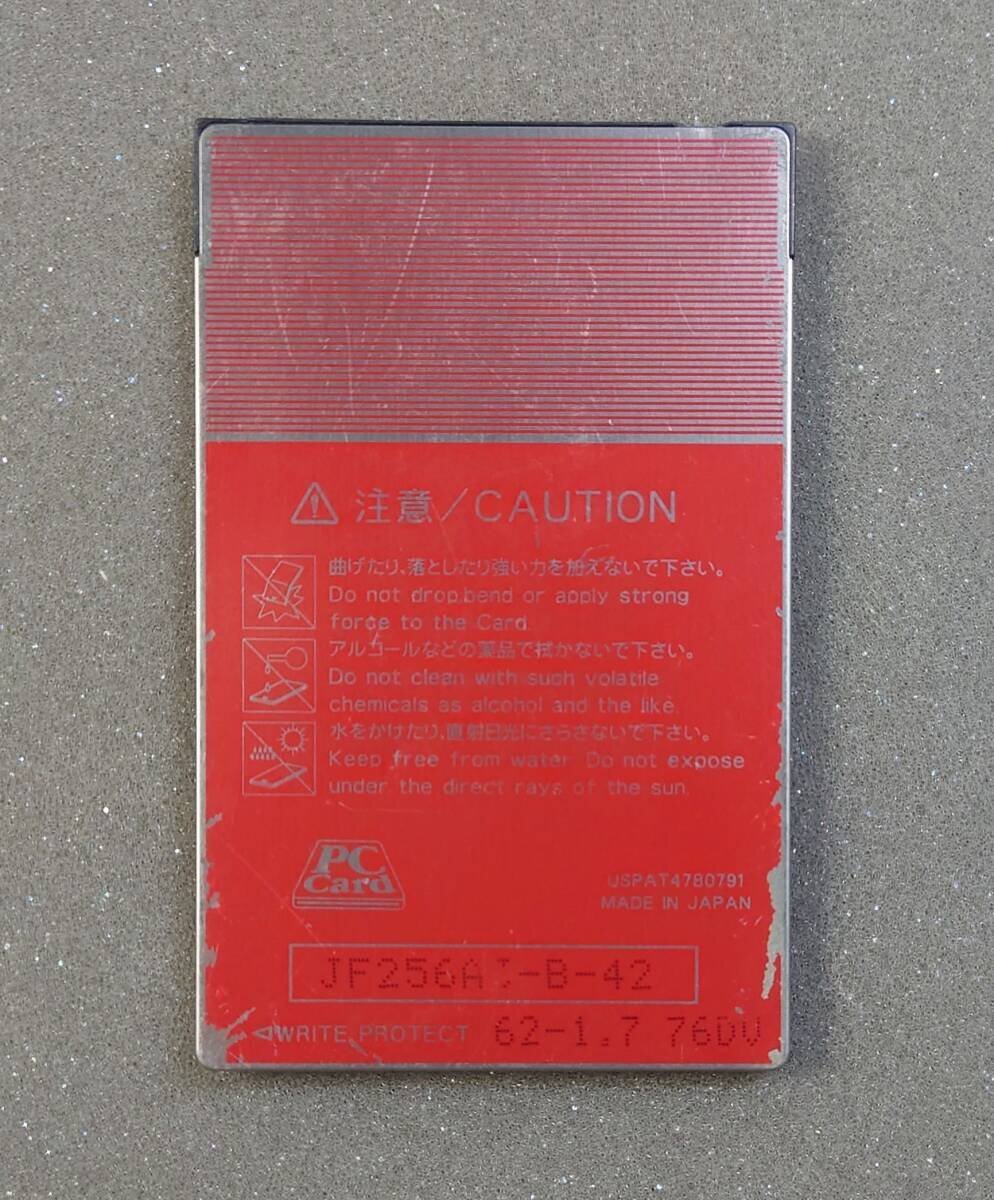 注意/CAUTION
曲げたり、落としたり強い力を加えないで下さい。
Do not drop,bend or apply strong
force to the Card.
アルコールなどの薬品で拭かないで下さい。
Do not clean with such volatile
chemicals as alcohol and the like.
水をかけたり、直射日光にさらさないで下さい。
Keep free from water. Do not expose
under the direct rays of the sun.
PC
Card
USPAT4780791
MADE IN JAPAN
WRITE PROTECT 62-1.7 76DV